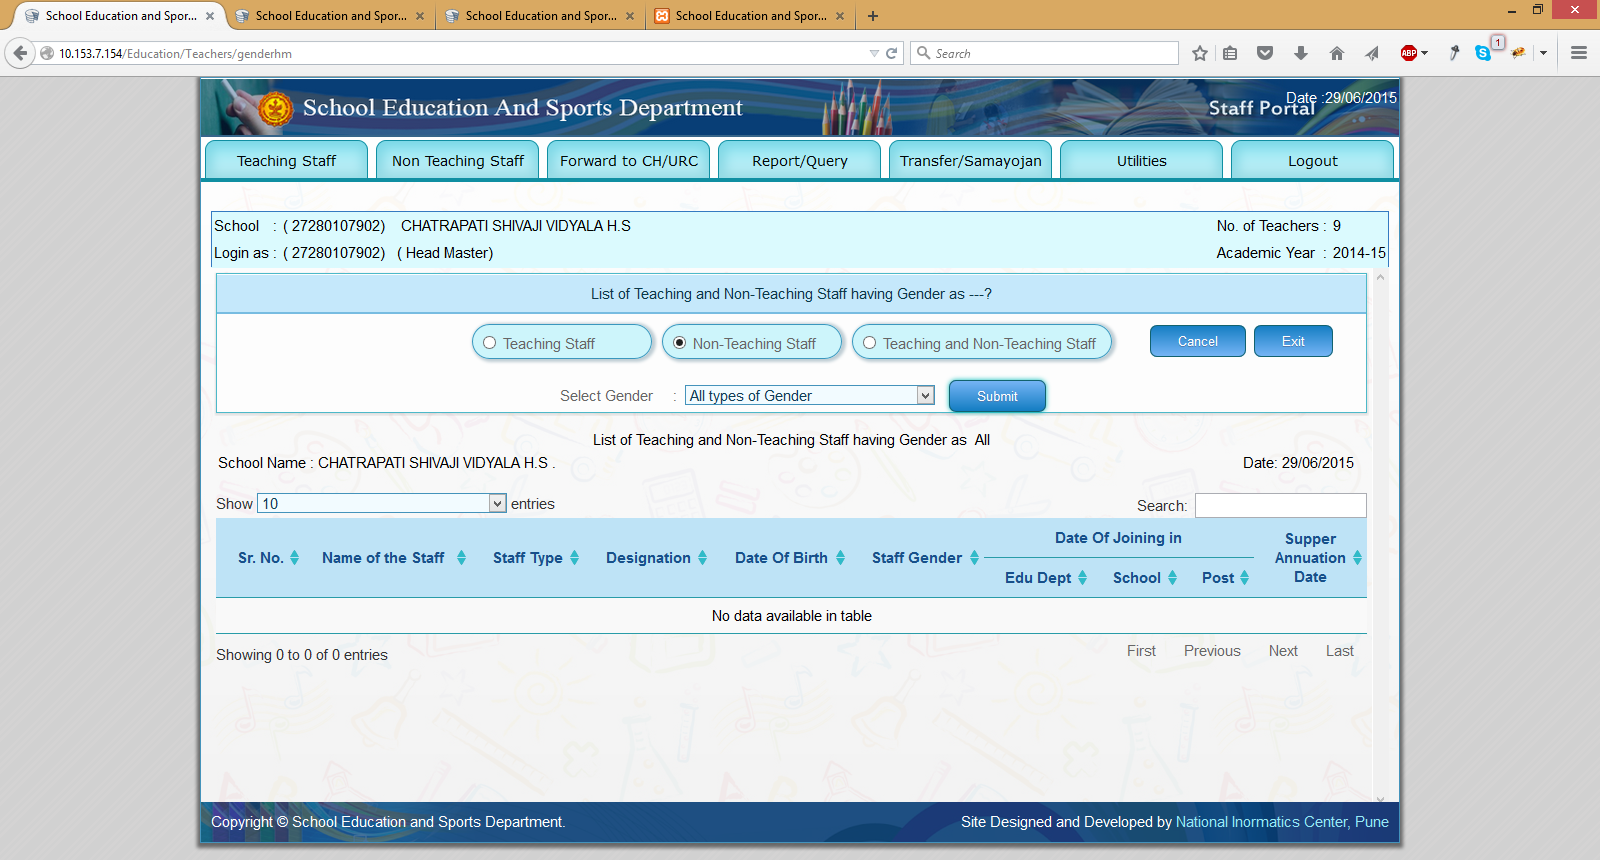 School Education And Spor... × School Education and Spor... × School Education and Spor... × School Education and Spor... × +
10.153.7.154/Education/Teachers/genderhm Search ABP 1
School Education And Sports Department
Date :29/06/2015
Staff Portal
Teaching Staff Non Teaching Staff Forward to CH/URC Report/Query Transfer/Samayojan Utilities Logout
School : ( 27280107902) CHATRAPATI SHIVAJI VIDYALA H.S No. of Teachers : 9
Login as : ( 27280107902) ( Head Master) Academic Year : 2014-15
List of Teaching and Non-Teaching Staff having Gender as ---?
Teaching Staff Non-Teaching Staff Teaching and Non-Teaching Staff Cancel Exit
Select Gender : All types of Gender Submit
List of Teaching and Non-Teaching Staff having Gender as All
School Name : CHATRAPATI SHIVAJI VIDYALA H.S . Date: 29/06/2015
Show 10 entries Search:
Sr. No. Name of the Staff Staff Type Designation Date Of Birth Staff Gender Date Of Joining in Supper Annuation Date
Edu Dept School Post
No data available in table
Showing 0 to 0 of 0 entries First Previous Next Last
Copyright © School Education and Sports Department. Site Designed and Developed by National Inormatics Center, Pune